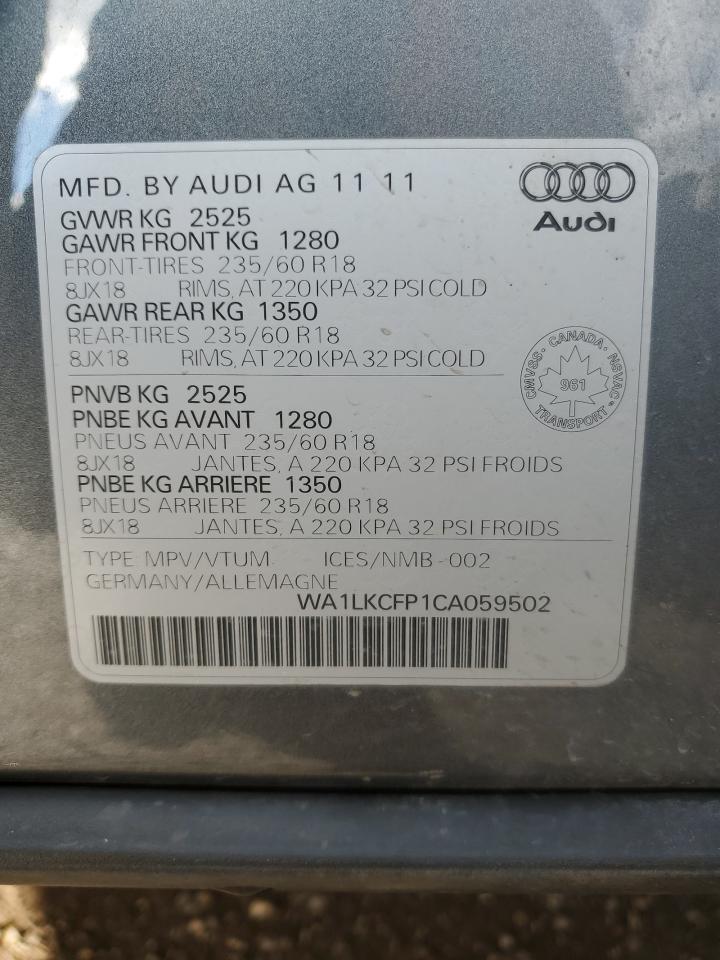 MFD. BY AUDI AG 11 11
Audi
GVWR KG 2525
GAWR FRONT KG 1280
FRONT-TIRES 235/60 R18
8JX18 RIMS, AT 220 KPA 32 PSI COLD
GAWR REAR KG 1350
REAR-TIRES 235/60 R18
8JX18 RIMS, AT 220 KPA 32 PSI COLD
CMVSS · CANADA · NSVAC
961
TRANSPORT
PNVB KG 2525
PNBE KG AVANT 1280
PNEUS AVANT 235/60 R18
8JX18 JANTES, A 220 KPA 32 PSI FROIDS
PNBE KG ARRIERE 1350
PNEUS ARRIERE 235/60 R18
8JX18 JANTES, A 220 KPA 32 PSI FROIDS
TYPE MPV/VTUM ICES/NMB-002
GERMANY/ALLEMAGNE
WA1LKCFP1CA059502